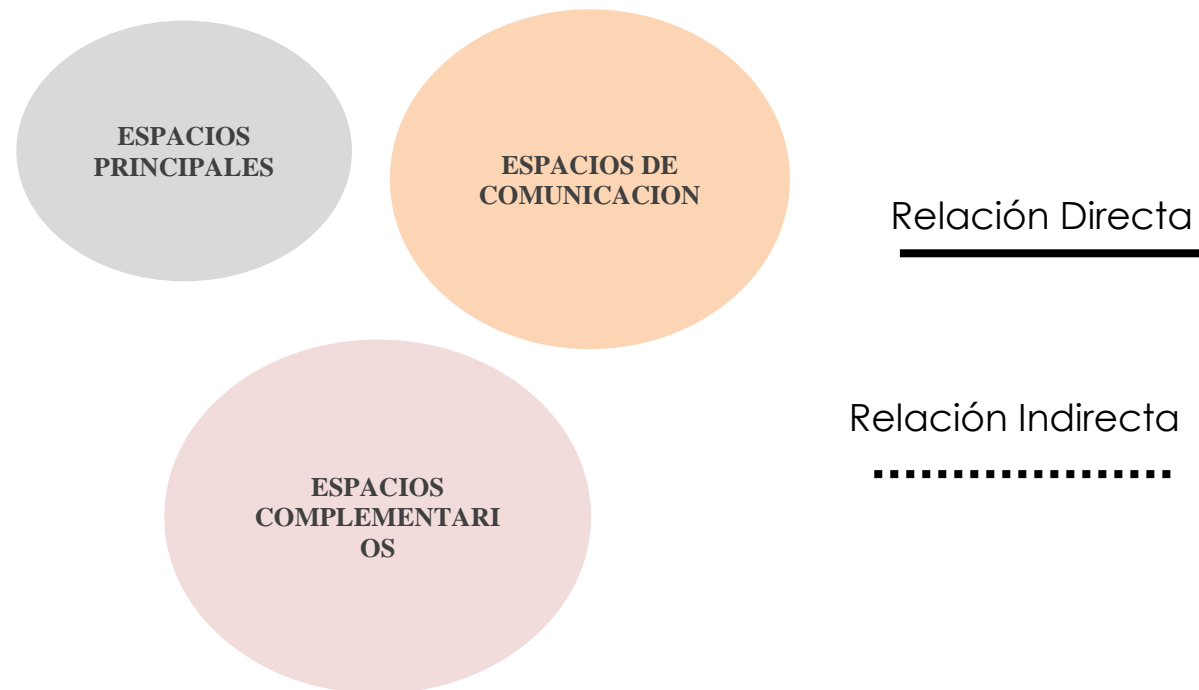 ESPACIOS
PRINCIPALES
ESPACIOS DE
COMUNICACION
Relación Directa
Relación Indirecta
ESPACIOS
COMPLEMENTARI
OS